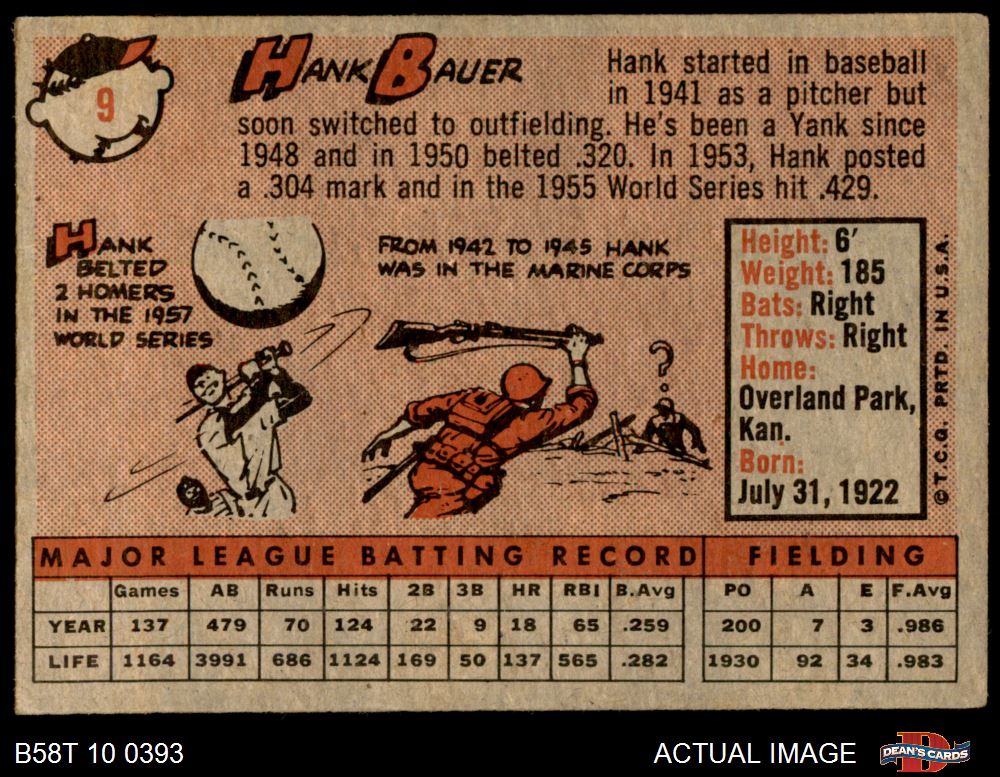 9
HANK BAUER
Hank started in baseball
in 1941 as a pitcher but
soon switched to outfielding. He's been a Yank since
1948 and in 1950 belted .320. In 1953, Hank posted
a .304 mark and in the 1955 World Series hit .429.
HANK
BELTED
2 HOMERS
IN THE 1957
WORLD SERIES
FROM 1942 TO 1945 HANK
WAS IN THE MARINE CORPS
?
Height: 6'
Weight: 185
Bats: Right
Throws: Right
Home:
Overland Park,
Kan.
Born:
July 31, 1922
© T.C.G. PRTD. IN U.S.A.
MAJOR LEAGUE BATTING RECORD FIELDING
Games AB Runs Hits 2B 3B HR RBI B.Avg PO A E F.Avg
YEAR 137 479 70 124 22 9 18 65 .259 200 7 3 .986
LIFE 1164 3991 686 1124 169 50 137 565 .282 1930 92 34 .983
B58T 10 0393 ACTUAL IMAGE D DEAN'S CARDS